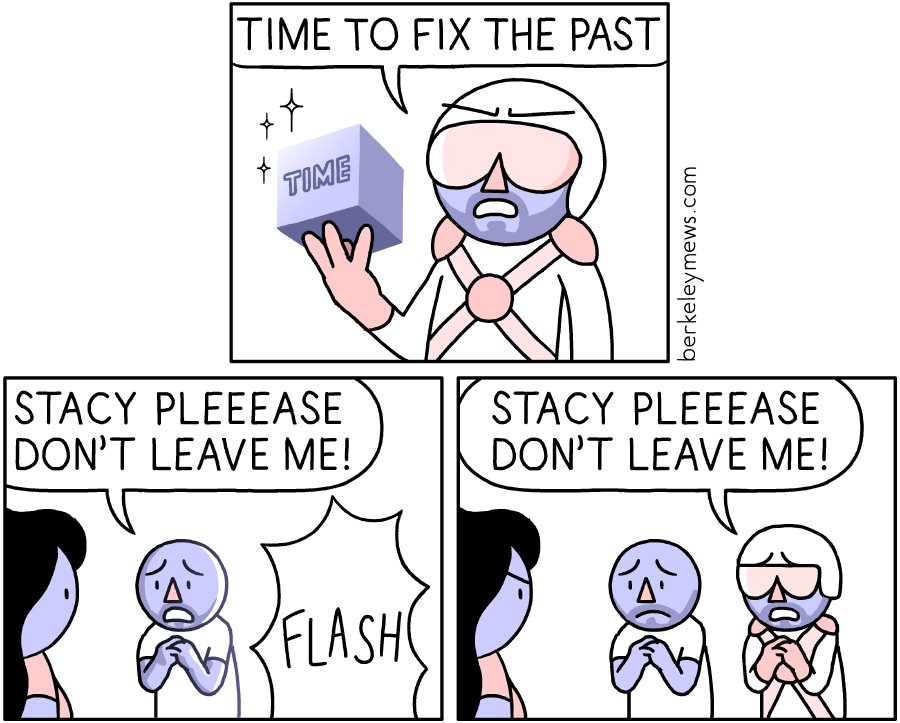 TIME TO FIX THE PAST
TIME
berkeleymews.com
STACY PLEEEASE
DON'T LEAVE ME!
FLASH
STACY PLEEEASE
DON'T LEAVE ME!